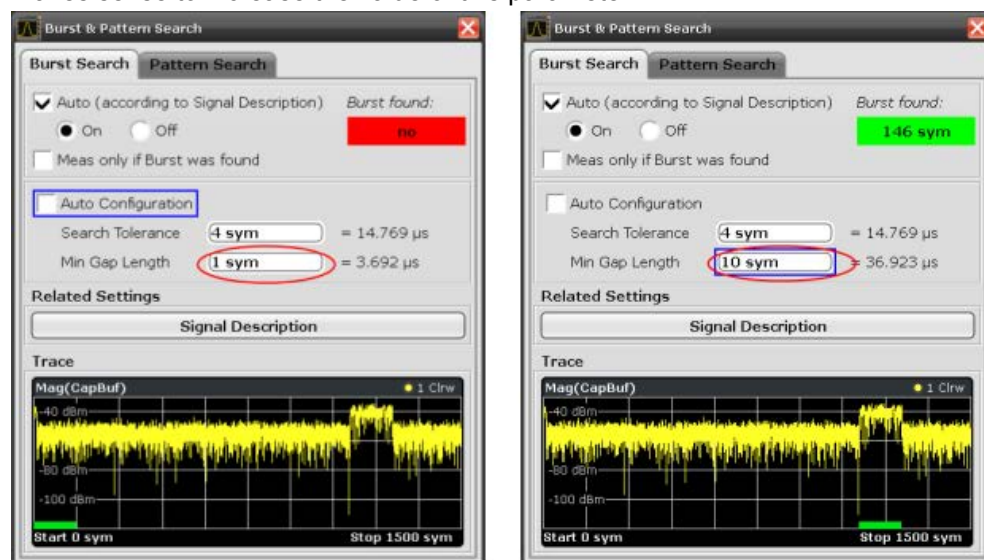 Burst & Pattern Search
Burst Search Pattern Search
Auto (according to Signal Description) Burst found:
On Off no
Meas only if Burst was found
Auto Configuration
Search Tolerance 4 sym = 14.769 µs
Min Gap Length 1 sym = 3.692 µs
Related Settings
Signal Description
Trace
Mag(CapBuf) 1 Clrw
-40 dBm
-80 dBm
-100 dBm
Start 0 sym Stop 1500 sym
Burst & Pattern Search
Burst Search Pattern Search
Auto (according to Signal Description) Burst found:
On Off 146 sym
Meas only if Burst was found
Auto Configuration
Search Tolerance 4 sym = 14.769 µs
Min Gap Length 10 sym = 36.923 µs
Related Settings
Signal Description
Trace
Mag(CapBuf) 1 Clrw
-40 dBm
-80 dBm
-100 dBm
Start 0 sym Stop 1500 sym